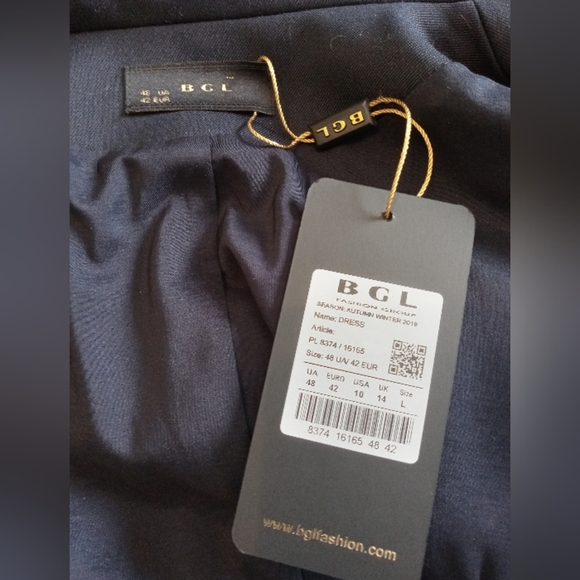 48 UA
42 EUR
BGL
BGL
BGL
FASHION GROUP
SEASON: AUTUMN WINTER 2019
Name: DRESS
Article:
PL 8374 / 16165
Size: 48 UA/ 42 EUR
UA EURO USA UK Size
48 42 10 14 L
8374 16165 48 42
www.bglfashion.com